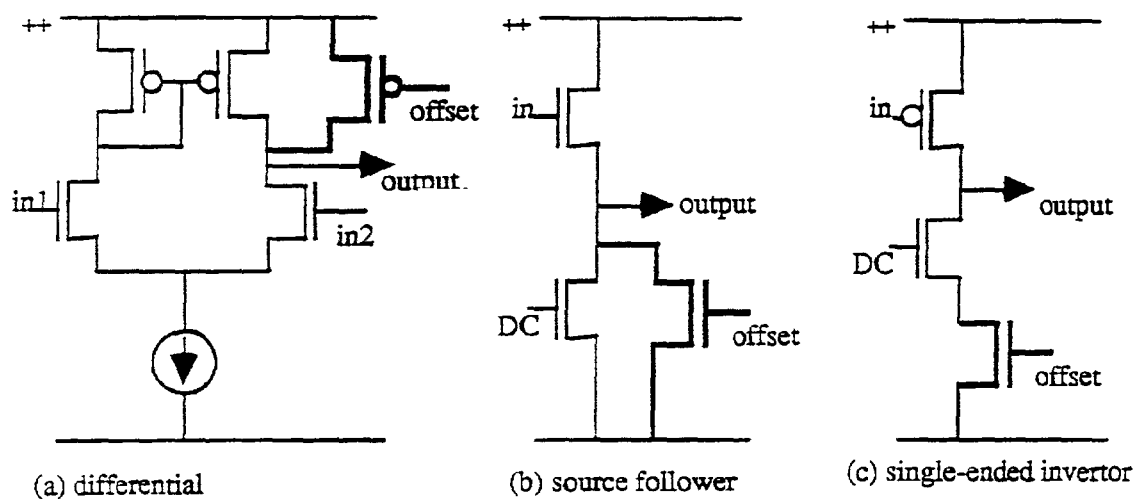 ++
++
++
offset
in
in
output
in1
output
output
in2
DC
DC
offset
offset
(a) differential
(b) source follower
(c) single-ended invertor